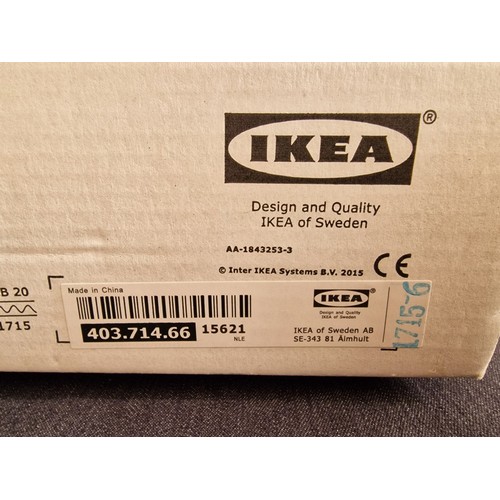 IKEA®
Design and Quality
IKEA of Sweden
AA-1843253-3
© Inter IKEA Systems B.V. 2015 CE
B 20
1715
Made in China
403.714.66 15621
NLE
IKEA®
Design and Quality
IKEA of Sweden
IKEA of Sweden AB
SE-343 81 Älmhult
1715-6